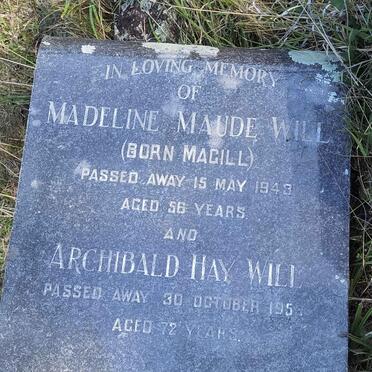 IN LOVING MEMORY
OF
MADELINE MAUDE WILL
(BORN MAGILL)
PASSED AWAY 15 MAY 1949
AGED 56 YEARS
AND
ARCHIBALD HAY WILL
PASSED AWAY 30 OCTOBER
AGED 72 YEARS.